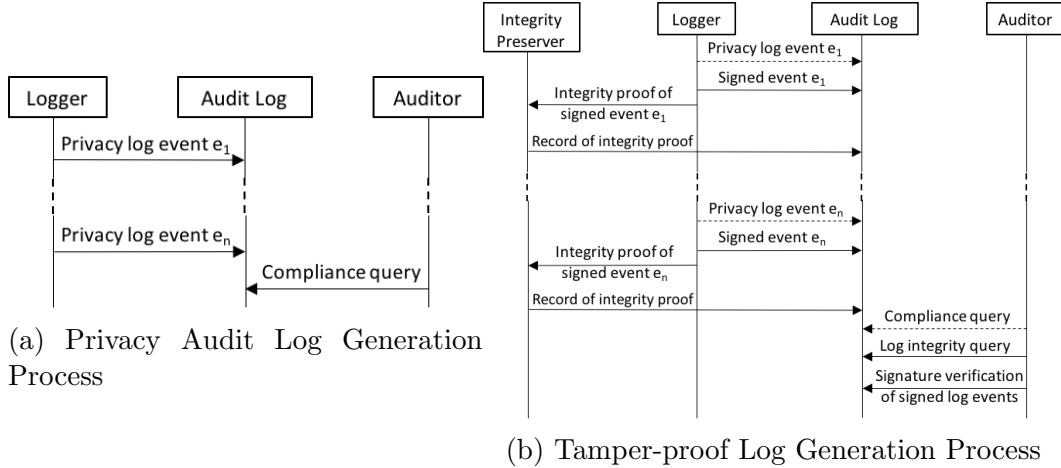 Logger
Audit Log
Auditor
Privacy log event e1
Privacy log event en
Compliance query
(a) Privacy Audit Log Generation
Process
Integrity
Preserver
Logger
Audit Log
Auditor
Privacy log event e1
Signed event e1
Integrity proof of
signed event e1
Record of integrity proof
Privacy log event en
Signed event en
Integrity proof of
signed event en
Record of integrity proof
Compliance query
Log integrity query
Signature verification
of signed log events
(b) Tamper-proof Log Generation Process